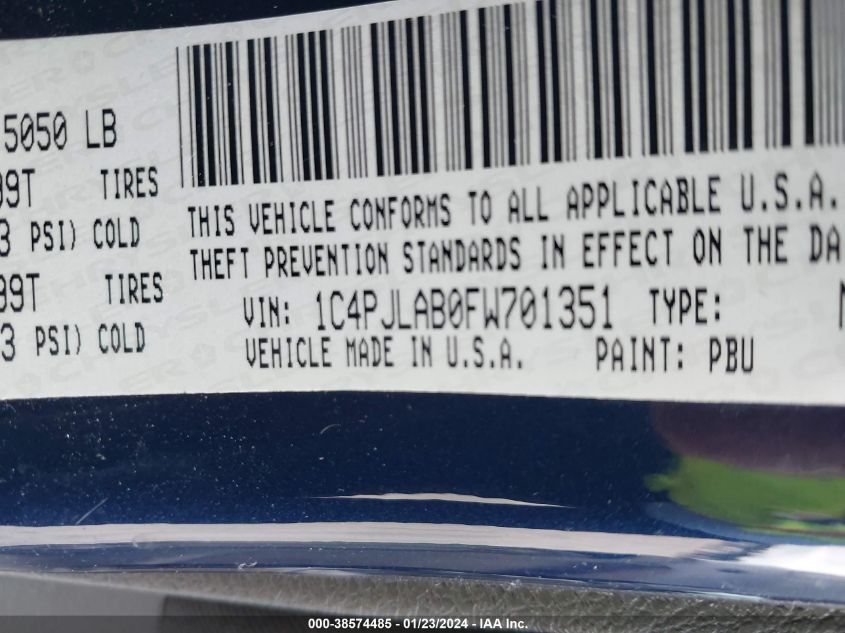 5050 LB
99T TIRES
3 PSI) COLD
99T TIRES
3 PSI) COLD
THIS VEHICLE CONFORMS TO ALL APPLICABLE U.S.A.
THEFT PREVENTION STANDARDS IN EFFECT ON THE DA
VIN: 1C4PJLAB0FW701351 TYPE: M
VEHICLE MADE IN U.S.A. PAINT: PBU
000-38574485 - 01/23/2024 - IAA Inc.